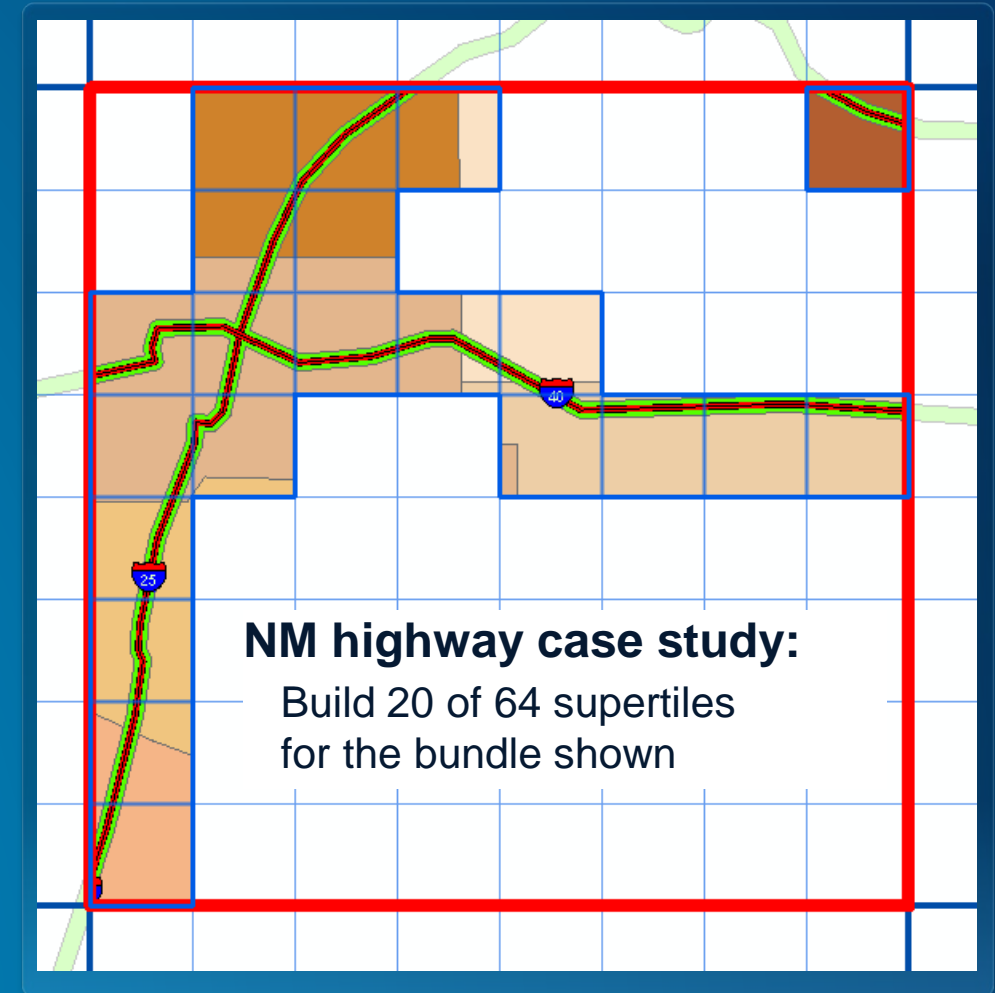 40
25
NM highway case study:
Build 20 of 64 supertiles
for the bundle shown